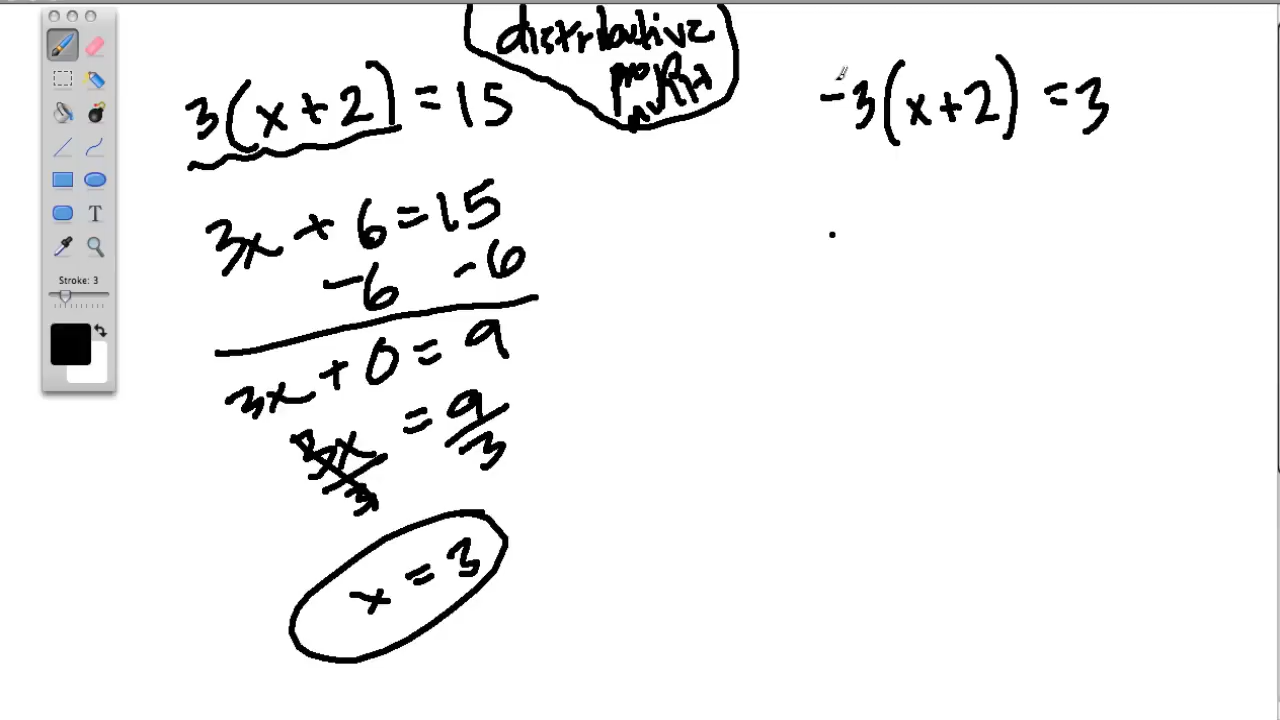 distributive
3(x+2)=15
3x + 6 = 15
-6 -6
3x + 0 = 9
3x/3 = 9/3
x = 3
-3(x+2) = 3
T
Stroke: 3